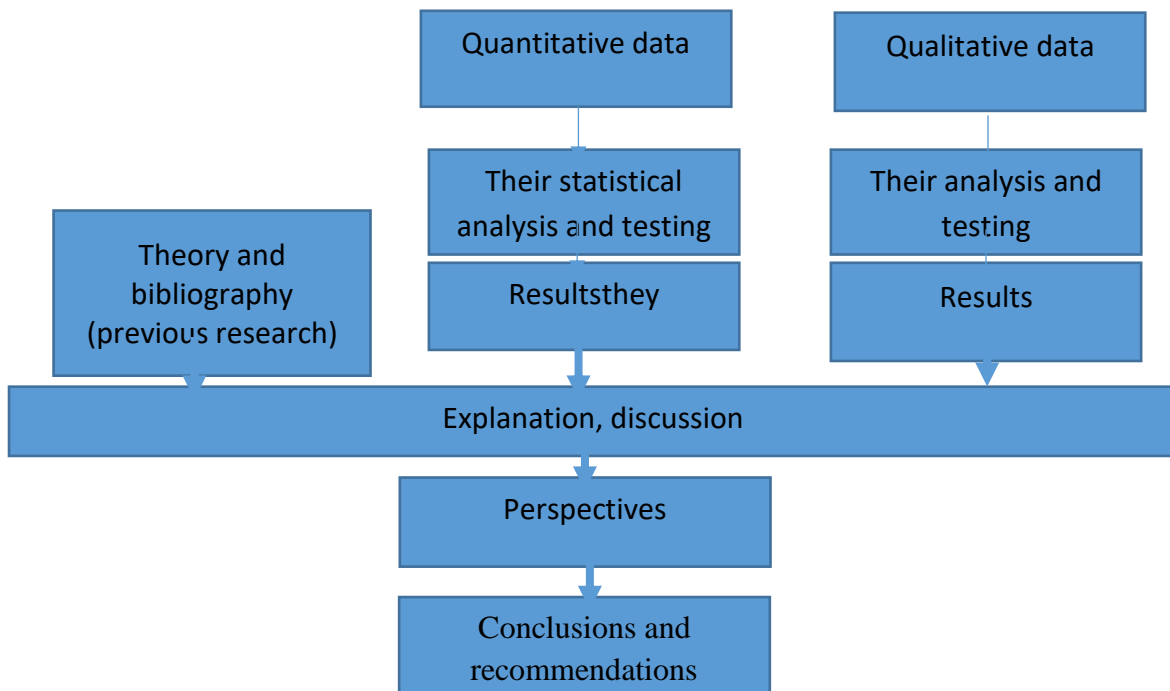 Quantitative data
Qualitative data
Their statistical
analysis and testing
Their analysis and
testing
Theory and
bibliography
(previous research)
Resultsthey
Results
Explanation, discussion
Perspectives
Conclusions and
recommendations